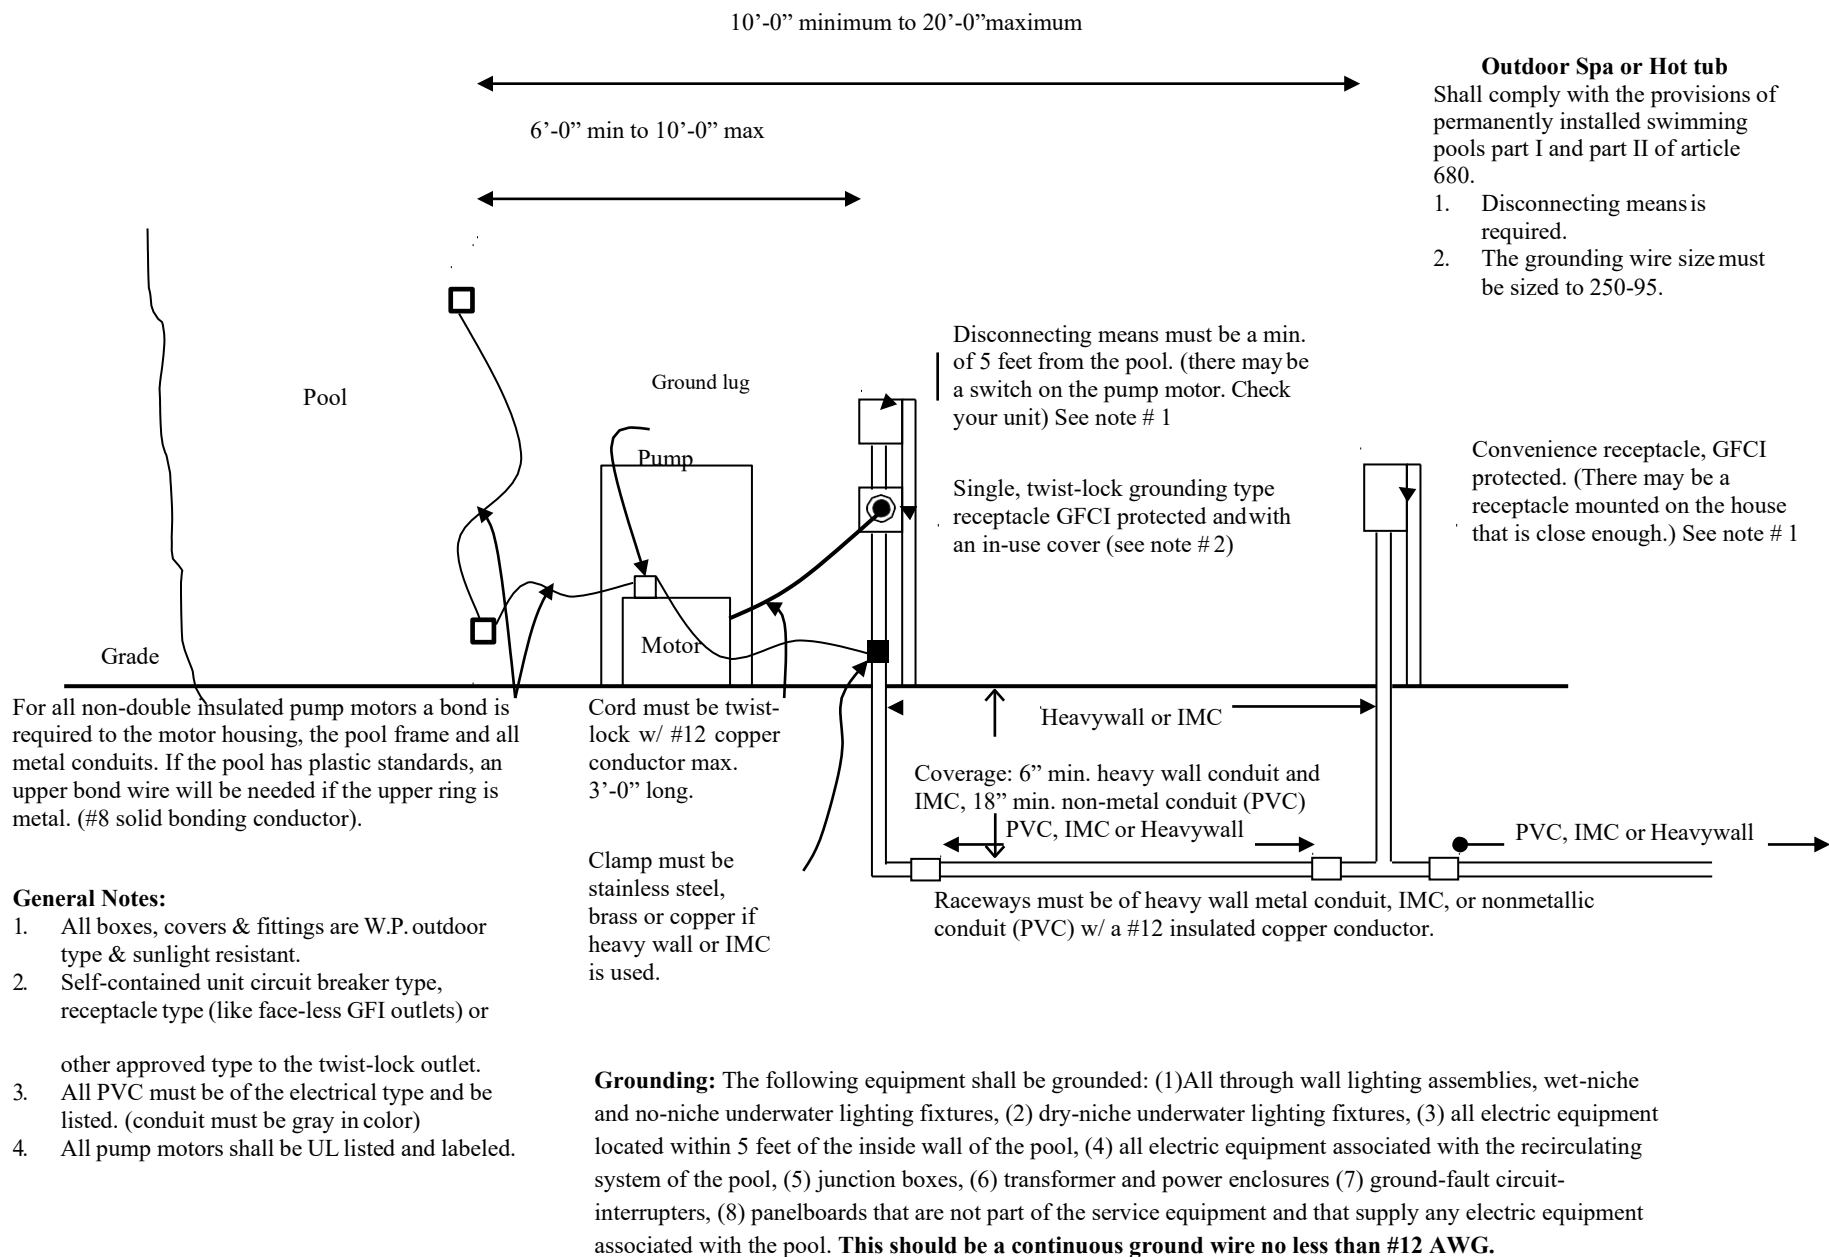 10’-0” minimum to 20’-0”maximum
6’-0” min to 10’-0” max
Outdoor Spa or Hot tub
Shall comply with the provisions of
permanently installed swimming
pools part I and part II of article
680.
1. Disconnecting means is
required.
2. The grounding wire size must
be sized to 250-95.
Disconnecting means must be a min.
of 5 feet from the pool. (there may be
a switch on the pump motor. Check
your unit) See note # 1
Pool
Ground lug
Pump
Single, twist-lock grounding type
receptacle GFCI protected and with
an in-use cover (see note # 2)
Convenience receptacle, GFCI
protected. (There may be a
receptacle mounted on the house
that is close enough.) See note # 1
Motor
Grade
For all non-double insulated pump motors a bond is
required to the motor housing, the pool frame and all
metal conduits. If the pool has plastic standards, an
upper bond wire will be needed if the upper ring is
metal. (#8 solid bonding conductor).
Cord must be twist-
lock w/ #12 copper
conductor max.
3’-0” long.
Heavywall or IMC
Coverage: 6” min. heavy wall conduit and
IMC, 18” min. non-metal conduit (PVC)
PVC, IMC or Heavywall
PVC, IMC or Heavywall
Clamp must be
stainless steel,
brass or copper if
heavy wall or IMC
is used.
Raceways must be of heavy wall metal conduit, IMC, or nonmetallic
conduit (PVC) w/ a #12 insulated copper conductor.
General Notes:
1. All boxes, covers & fittings are W.P. outdoor
type & sunlight resistant.
2. Self-contained unit circuit breaker type,
receptacle type (like face-less GFI outlets) or
other approved type to the twist-lock outlet.
3. All PVC must be of the electrical type and be
listed. (conduit must be gray in color)
4. All pump motors shall be UL listed and labeled.
Grounding: The following equipment shall be grounded: (1)All through wall lighting assemblies, wet-niche
and no-niche underwater lighting fixtures, (2) dry-niche underwater lighting fixtures, (3) all electric equipment
located within 5 feet of the inside wall of the pool, (4) all electric equipment associated with the recirculating
system of the pool, (5) junction boxes, (6) transformer and power enclosures (7) ground-fault circuit-
interrupters, (8) panelboards that are not part of the service equipment and that supply any electric equipment
associated with the pool. This should be a continuous ground wire no less than #12 AWG.